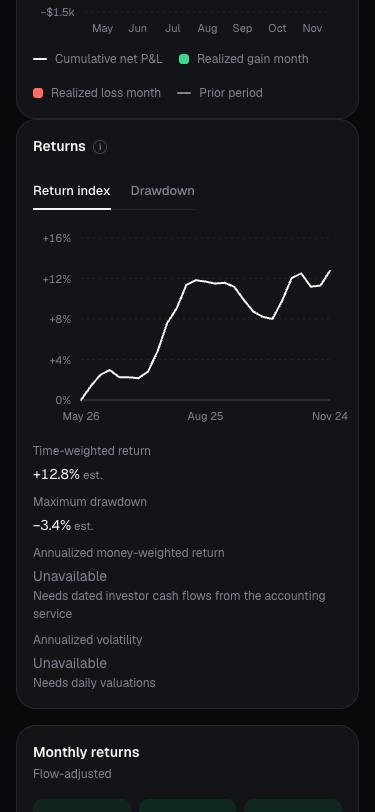 −$1.5k
May Jun Jul Aug Sep Oct Nov
Cumulative net P&L Realized gain month
Realized loss month Prior period
Returns i
Return index Drawdown
+16%
+12%
+8%
+4%
0%
May 26 Aug 25 Nov 24
Time-weighted return
+12.8% est.
Maximum drawdown
−3.4% est.
Annualized money-weighted return
Unavailable
Needs dated investor cash flows from the accounting
service
Annualized volatility
Unavailable
Needs daily valuations
Monthly returns
Flow-adjusted